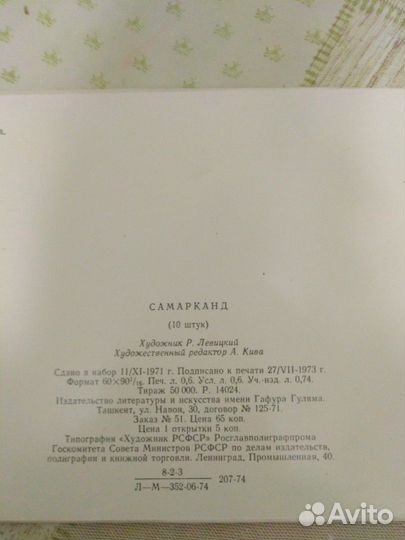 а.
САМАРКАНД
(10 штук)
Художник Р. Левицкий
Художественный редактор А. Кива
Сдано в набор 11/XI-1971 г. Подписано к печати 27/VII-1973 г.
Формат 60×90¹/₁₆. Печ. л. 0,6. Усл. л. 0,6. Уч.-изд. л. 0,74.
Тираж 50 000. Р. 14024.
Издательство литературы и искусства имени Гафура Гуляма.
Ташкент, ул. Навои, 30, договор № 125-71.
Заказ № 51. Цена 65 коп.
Цена 1 открытки 5 коп.
Типография «Художник РСФСР» Росглавполиграфпрома
Госкомитета Совета Министров РСФСР по делам издательств,
полиграфии и книжной торговли. Ленинград, Промышленная, 40.
8-2-3
Л—М—352-06-74 207-74
Avito